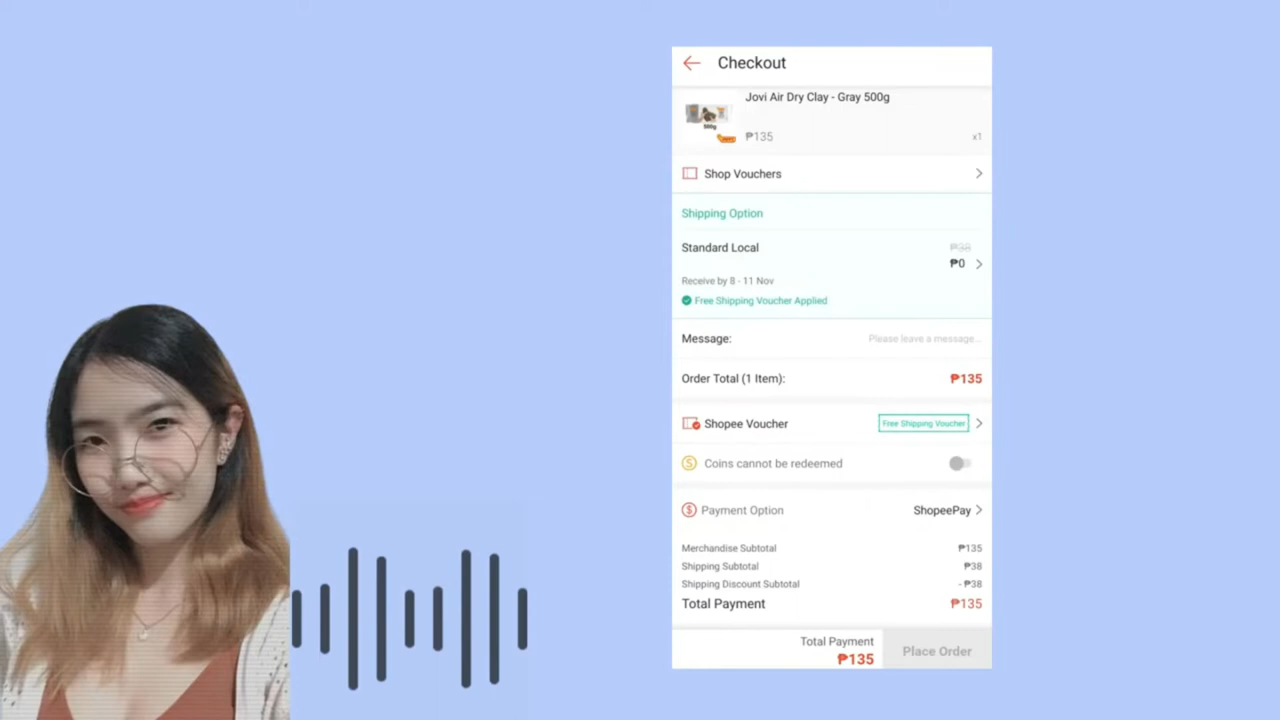 Checkout
Jovi Air Dry Clay - Gray 500g
500g
₱135
x1
Shop Vouchers
Shipping Option
Standard Local
₱38
₱0
Receive by 8 - 11 Nov
Free Shipping Voucher Applied
Message:
Please leave a message...
Order Total (1 Item):
₱135
Shopee Voucher
Free Shipping Voucher
Coins cannot be redeemed
Payment Option
ShopeePay
Merchandise Subtotal
₱135
Shipping Subtotal
₱38
Shipping Discount Subtotal
- ₱38
Total Payment
₱135
Total Payment
₱135
Place Order